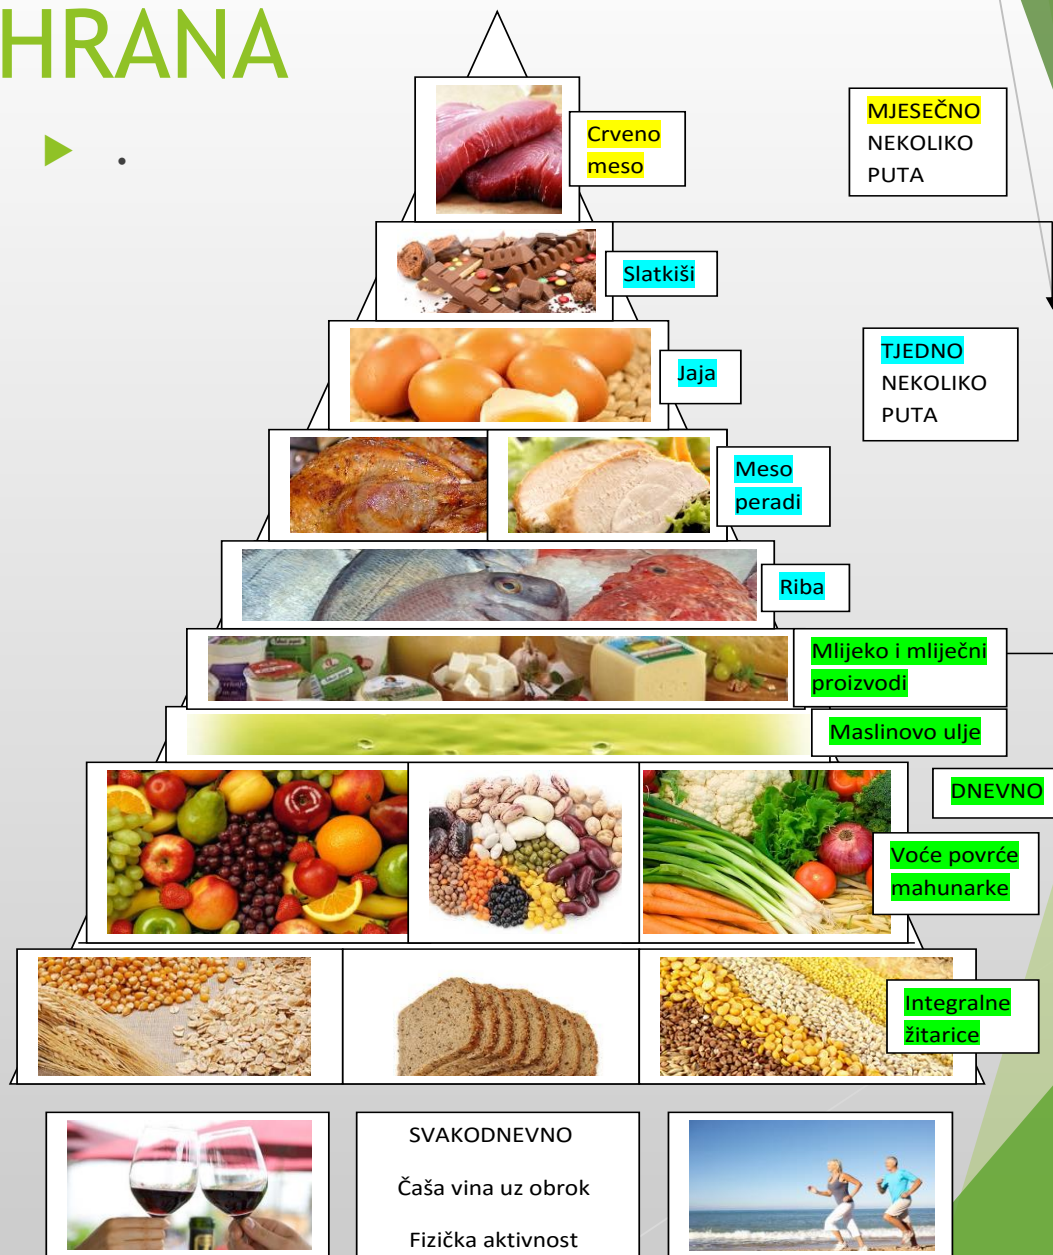 HRANA
.
Crveno
meso
MJESEČNO
NEKOLIKO
PUTA
Slatkiši
Jaja
TJEDNO
NEKOLIKO
PUTA
Meso
peradi
Riba
Mlijeko i mliječni
proizvodi
Maslinovo ulje
DNEVNO
Voće povrće
mahunarke
Integralne
žitarice
SVAKODNEVNO
Čaša vina uz obrok
Fizička aktivnost